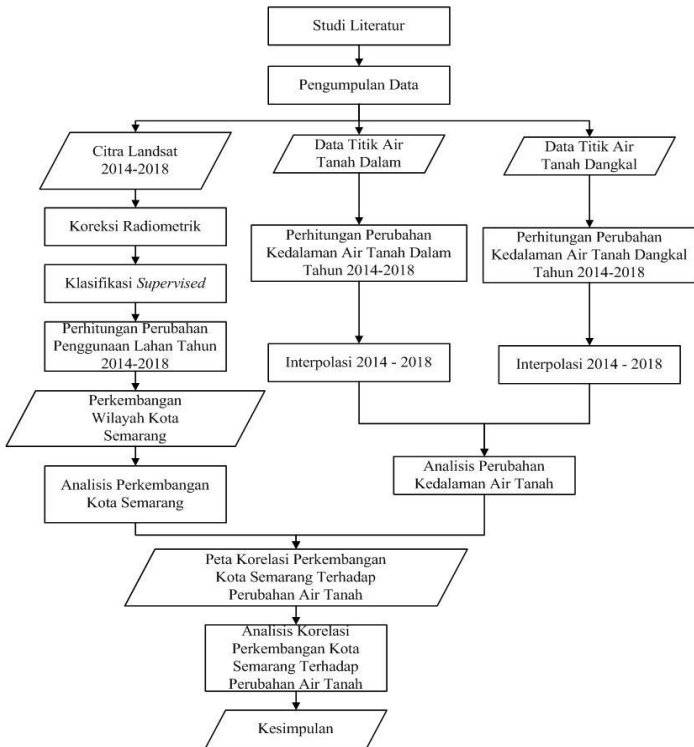 Studi Literatur
Pengumpulan Data
Citra Landsat
2014-2018
Data Titik Air
Tanah Dalam
Data Titik Air
Tanah Dangkal
Koreksi Radiometrik
Klasifikasi Supervised
Perhitungan Perubahan
Penggunaan Lahan Tahun
2014-2018
Perhitungan Perubahan
Kedalaman Air Tanah Dalam
Tahun 2014-2018
Perhitungan Perubahan
Kedalaman Air Tanah Dangkal
Tahun 2014-2018
Interpolasi 2014 - 2018
Interpolasi 2014 - 2018
Perkembangan
Wilayah Kota
Semarang
Analisis Perkembangan
Kota Semarang
Analisis Perubahan
Kedalaman Air Tanah
Peta Korelasi Perkembangan
Kota Semarang Terhadap
Perubahan Air Tanah
Analisis Korelasi
Perkembangan Kota
Semarang Terhadap
Perubahan Air Tanah
Kesimpulan